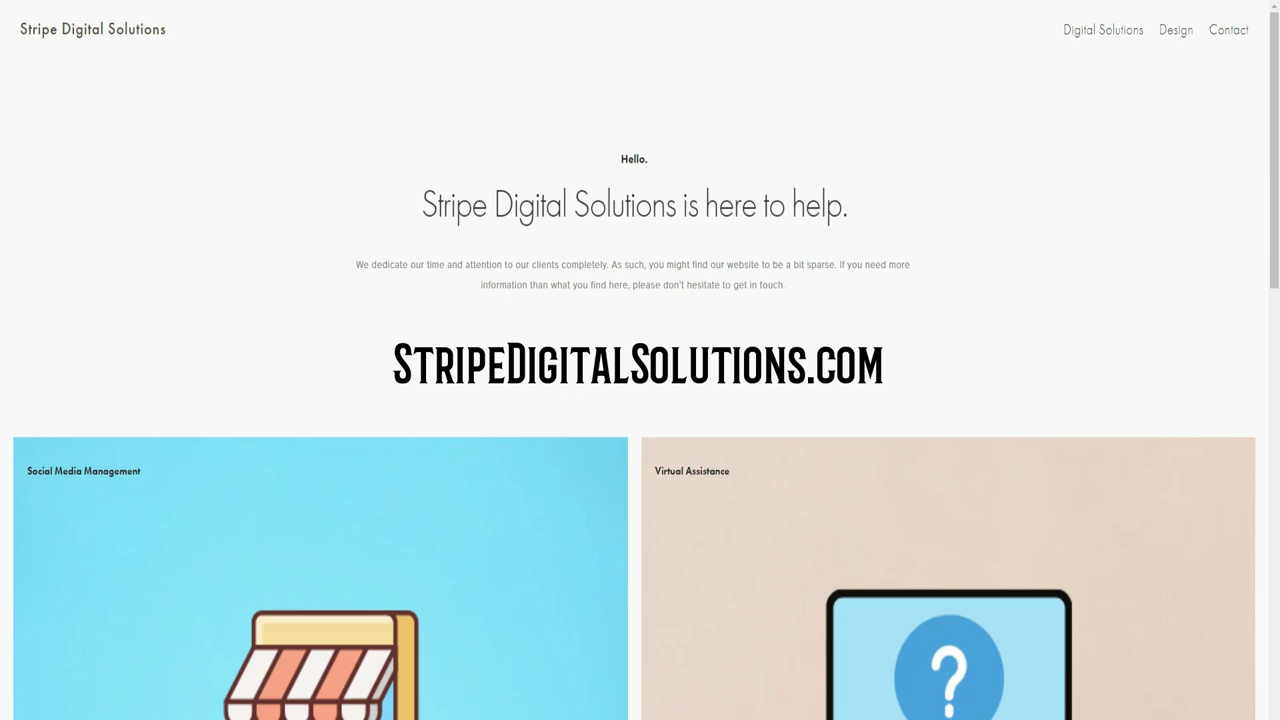 Stripe Digital Solutions
Digital Solutions Design Contact
Hello.
Stripe Digital Solutions is here to help.
We dedicate our time and attention to our clients completely. As such, you might find our website to be a bit sparse. If you need more
information than what you find here, please don't hesitate to get in touch.
StripeDigitalSolutions.com
Social Media Management
Virtual Assistance
?